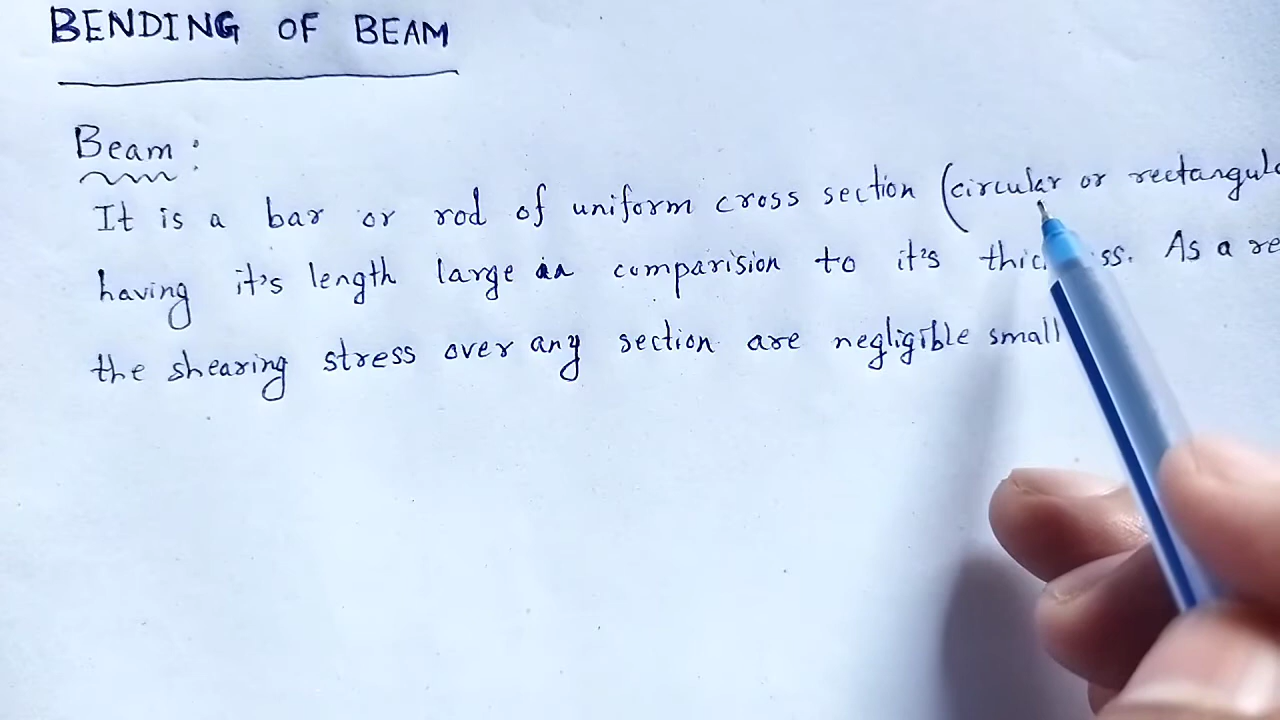 BENDING OF BEAM
Beam :
It is a bar or rod of uniform cross section (circular or
having it's length large in comparision to it's As a
the shearing stress over any section are negligible small